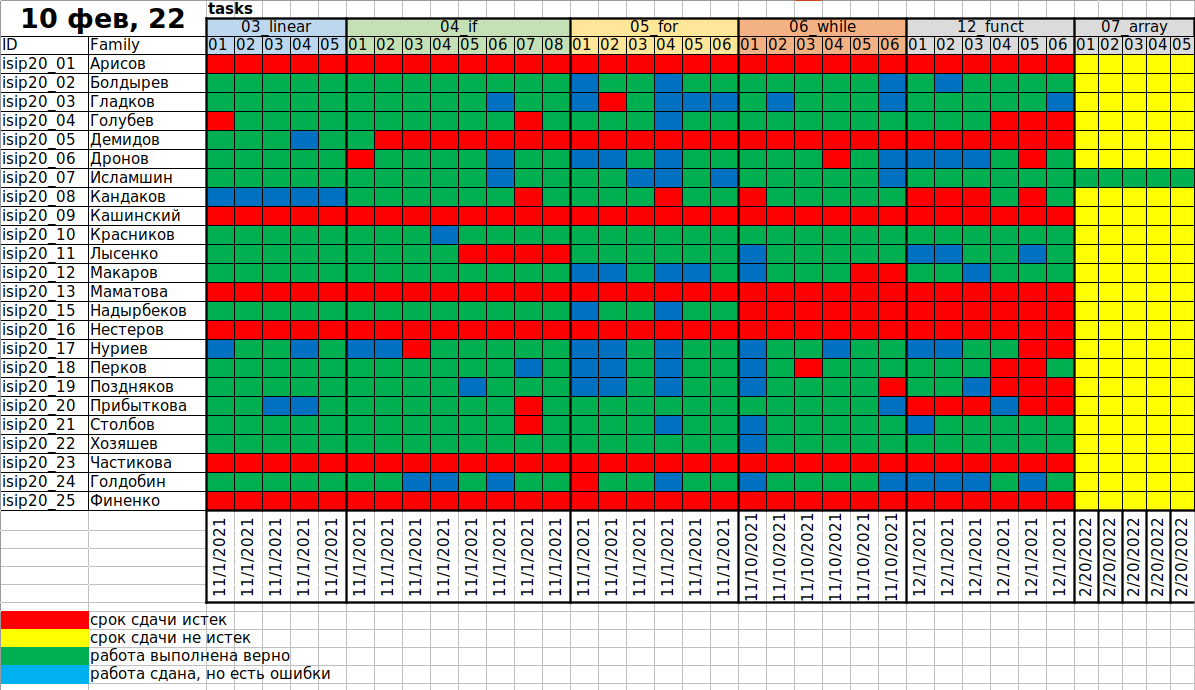 10 фев, 22 tasks
03_linear 04_if 05_for 06_while 12_funct 07_array
ID Family 01 02 03 04 05 01 02 03 04 05 06 07 08 01 02 03 04 05 06 01 02 03 04 05 06 01 02 03 04 05 06 01 02 03 04 05
isip20_01 Арисов
isip20_02 Болдырев
isip20_03 Гладков
isip20_04 Голубев
isip20_05 Демидов
isip20_06 Дронов
isip20_07 Исламшин
isip20_08 Кандаков
isip20_09 Кашинский
isip20_10 Красников
isip20_11 Лысенко
isip20_12 Макаров
isip20_13 Маматова
isip20_15 Надырбеков
isip20_16 Нестеров
isip20_17 Нуриев
isip20_18 Перков
isip20_19 Поздняков
isip20_20 Прибыткова
isip20_21 Столбов
isip20_22 Хозяшев
isip20_23 Частикова
isip20_24 Голдобин
isip20_25 Финенко
11/1/2021 11/1/2021 11/1/2021 11/1/2021 11/1/2021 11/1/2021 11/1/2021 11/1/2021 11/1/2021 11/1/2021 11/1/2021 11/1/2021 11/1/2021 11/1/2021 11/1/2021 11/1/2021 11/1/2021 11/1/2021 11/1/2021 11/10/2021 11/10/2021 11/10/2021 11/10/2021 11/10/2021 11/10/2021 12/1/2021 12/1/2021 12/1/2021 12/1/2021 12/1/2021 12/1/2021 2/20/2022 2/20/2022 2/20/2022 2/20/2022 2/20/2022
срок сдачи истек
срок сдачи не истек
работа выполнена верно
работа сдана, но есть ошибки